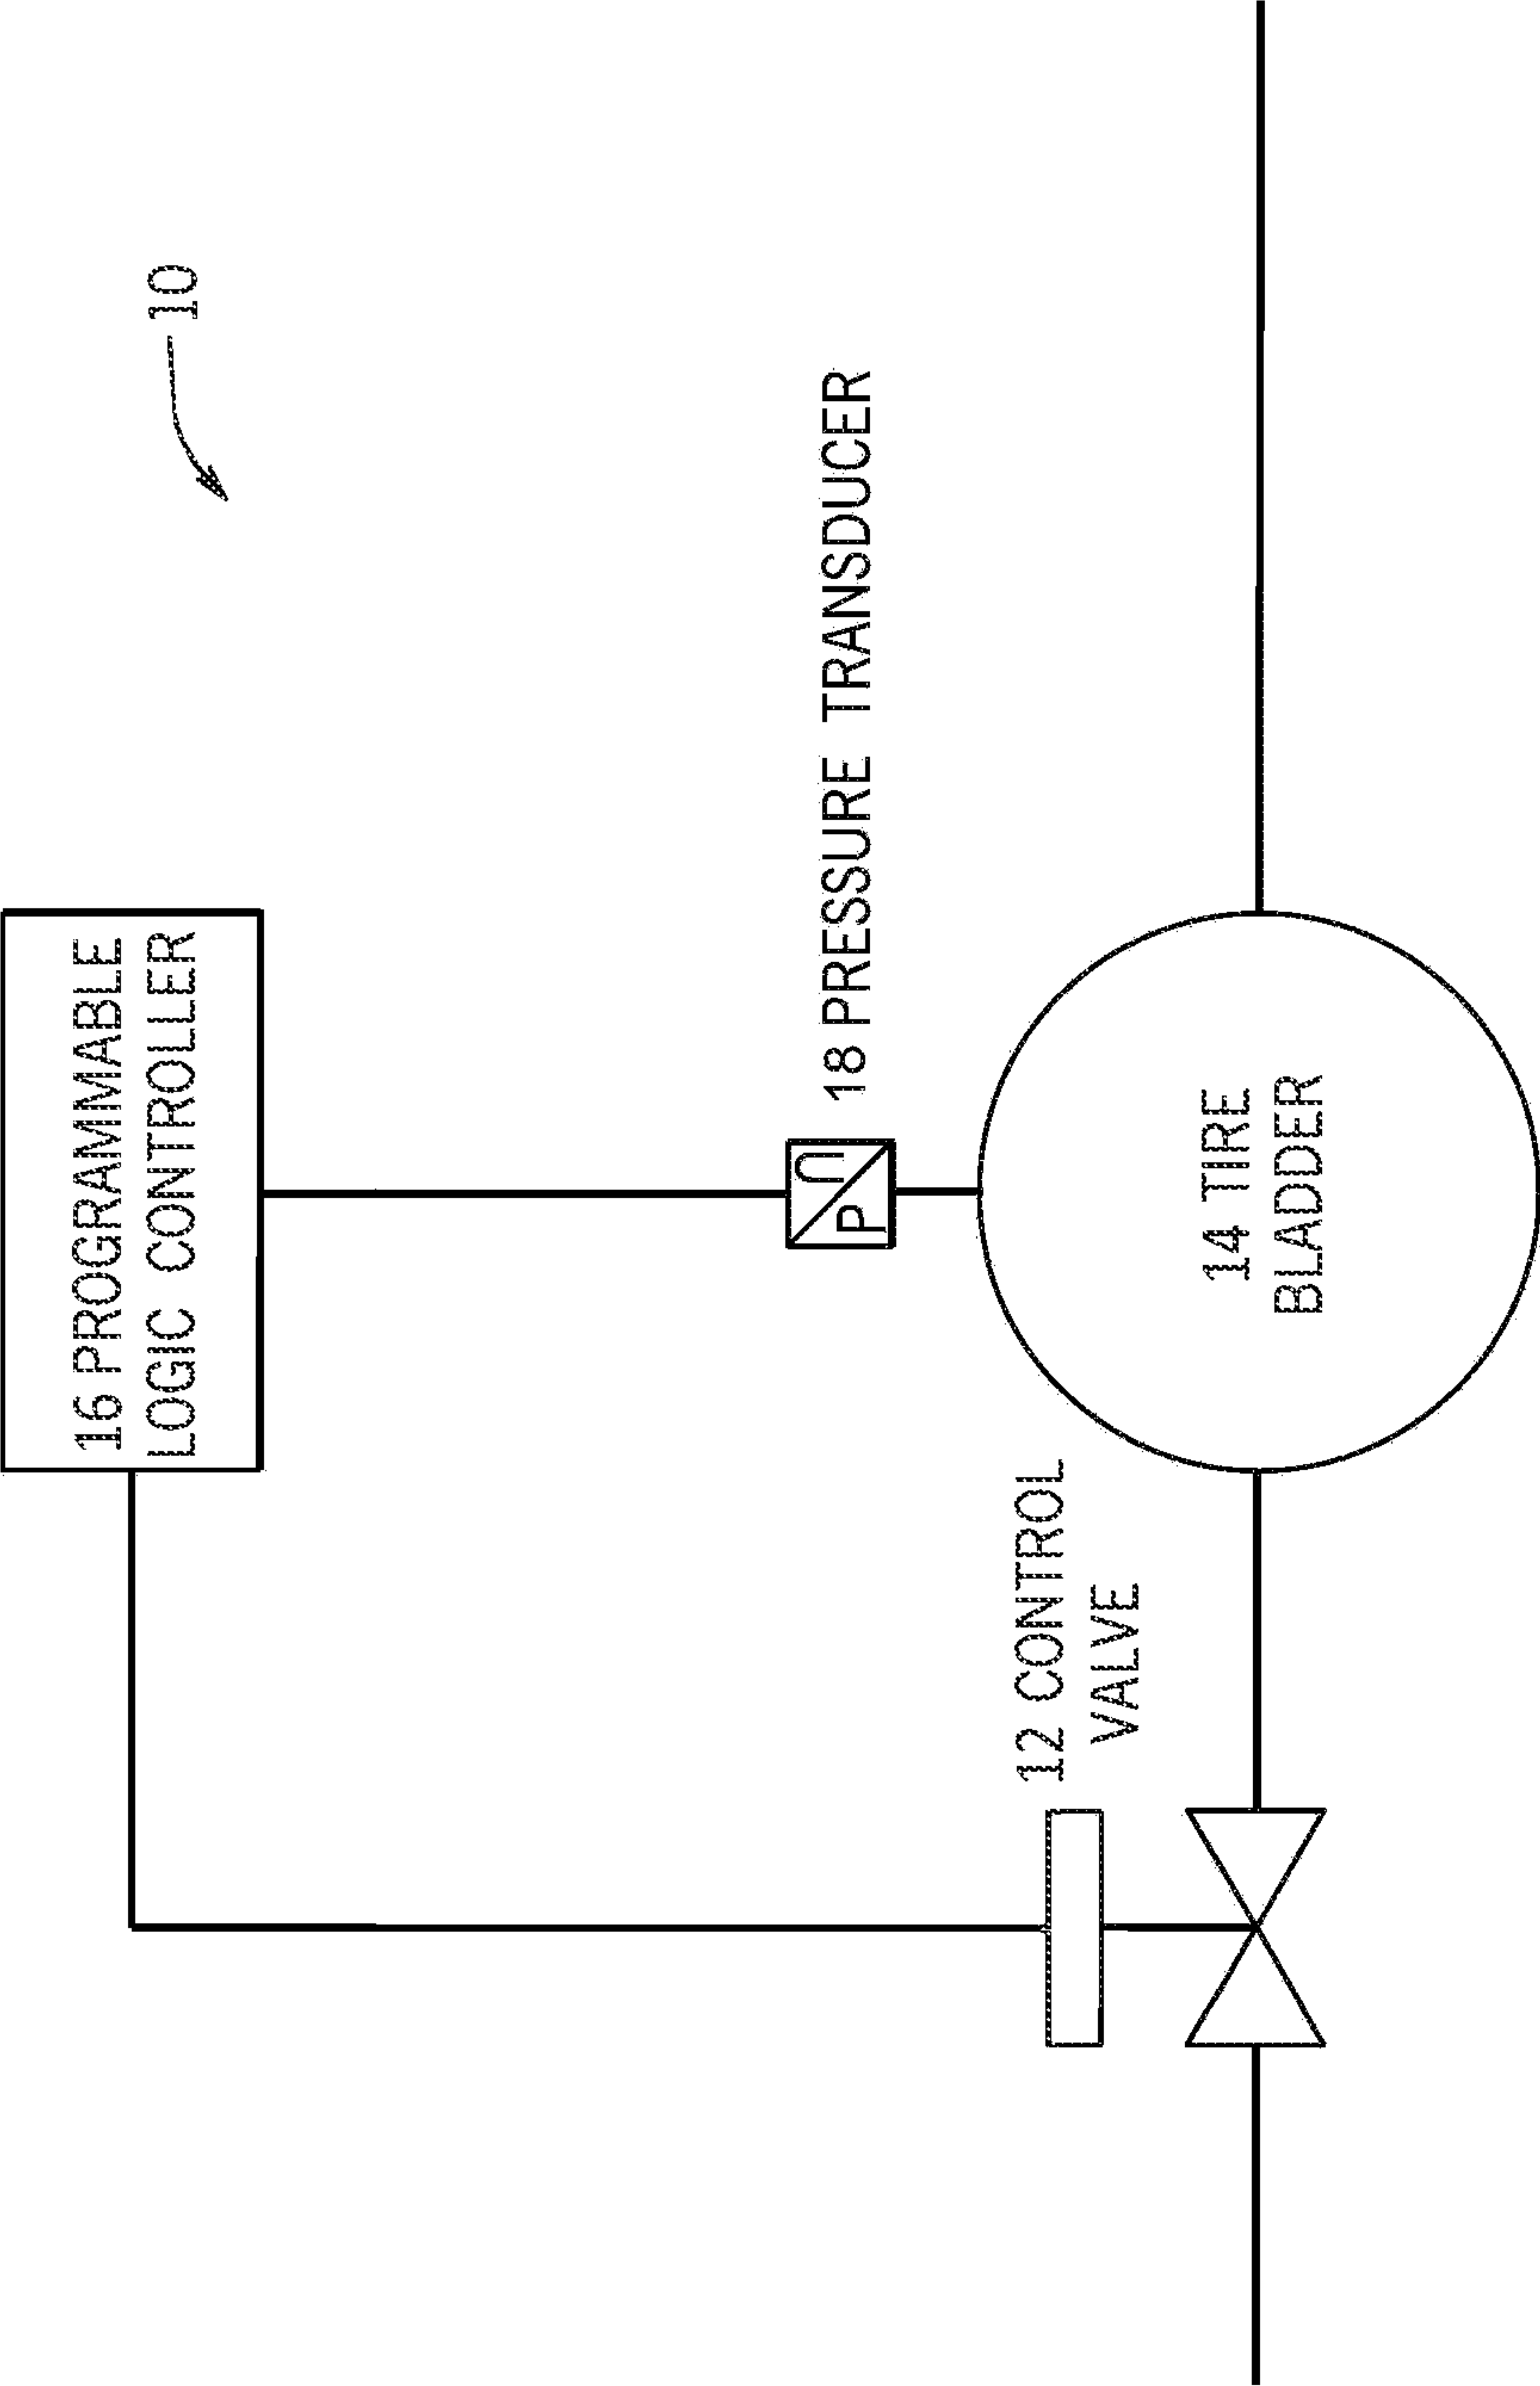 10
16 PROGRAMMABLE
LOGIC CONTROLLER
18 PRESSURE TRANSDUCER
P
U
12 CONTROL
VALVE
14 TIRE
BLADDER